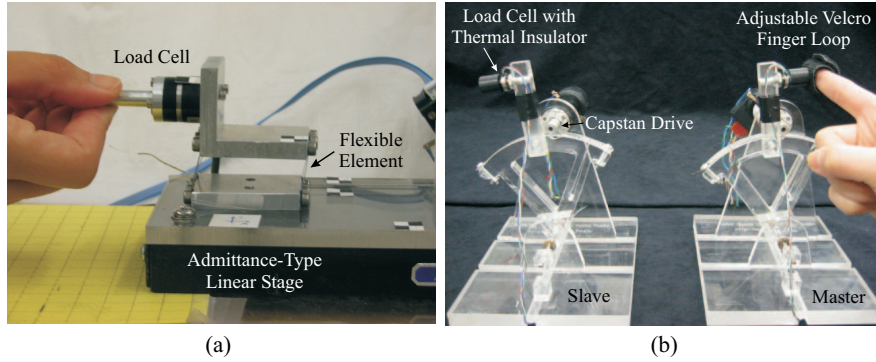 Load Cell
Flexible
Element
Admittance-Type
Linear Stage
(a)
Load Cell with
Thermal Insulator
Adjustable Velcro
Finger Loop
Capstan Drive
Slave
Master
(b)